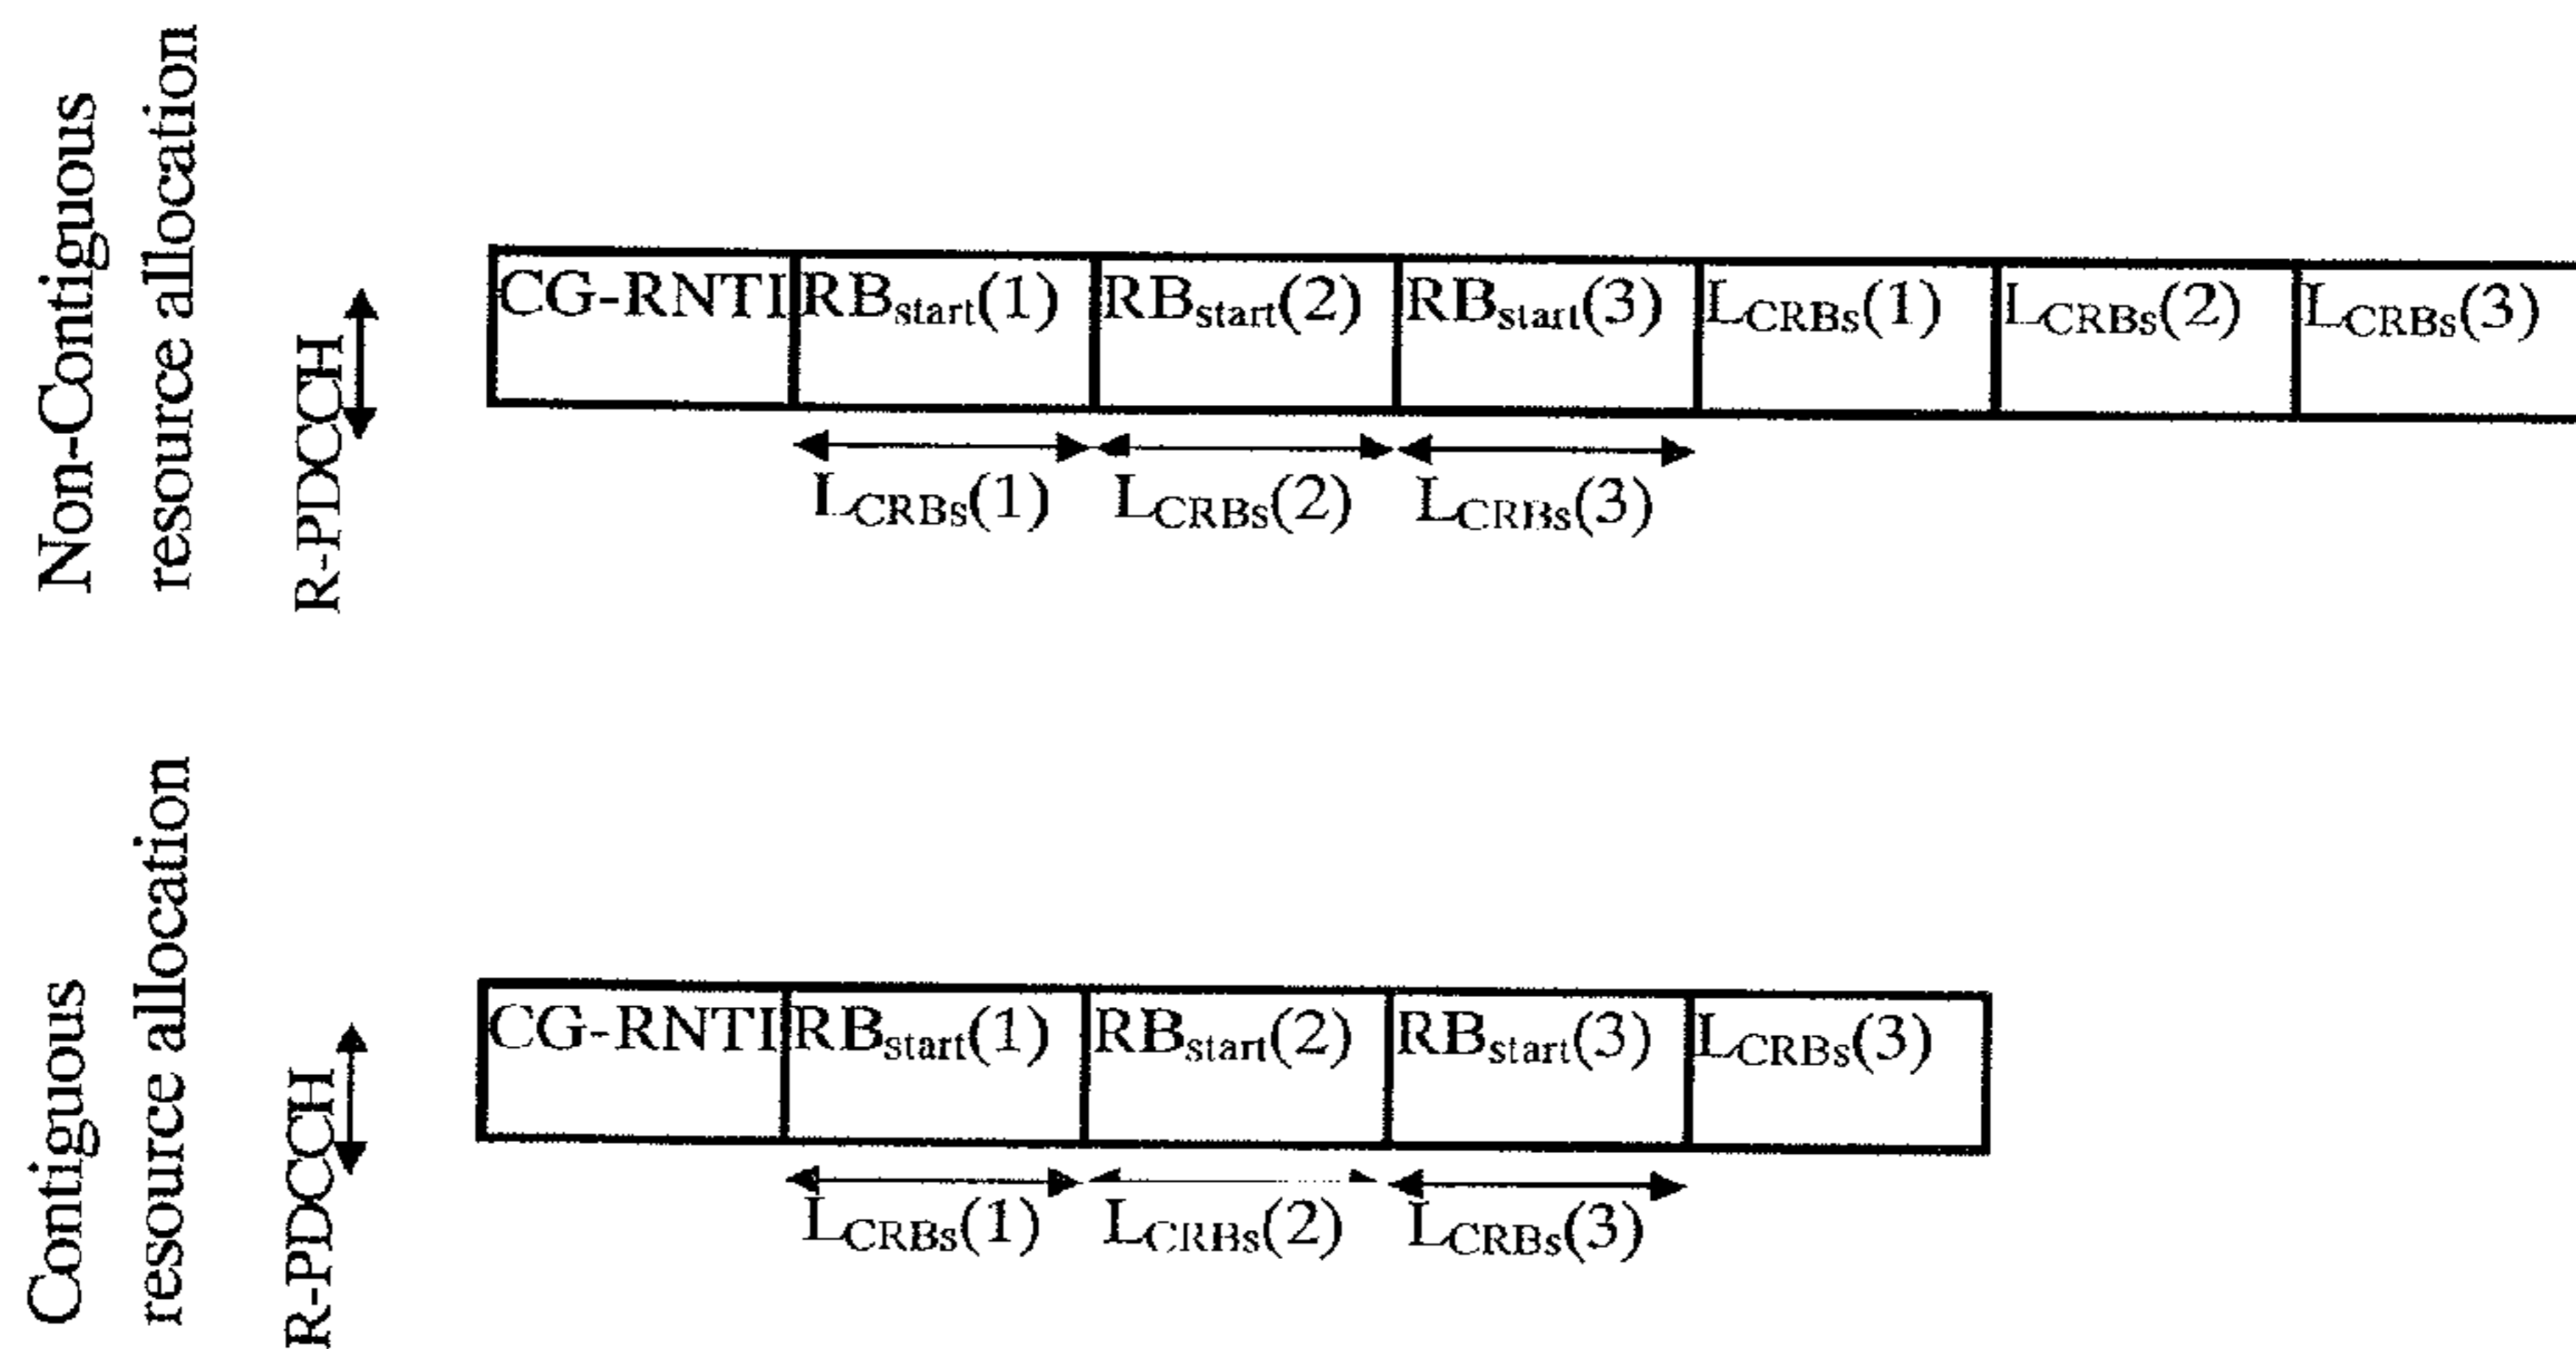 Non-Contiguous
resource allocation
R-PDCCH
CG-RNTI RBstart(1) RBstart(2) RBstart(3) LCRBs(1) LCRBs(2) LCRBs(3)
LCRBs(1) LCRBs(2) LCRBs(3)
Contiguous
resource allocation
R-PDCCH
CG-RNTI RBstart(1) RBstart(2) RBstart(3) LCRBs(3)
LCRBs(1) LCRBs(2) LCRBs(3)